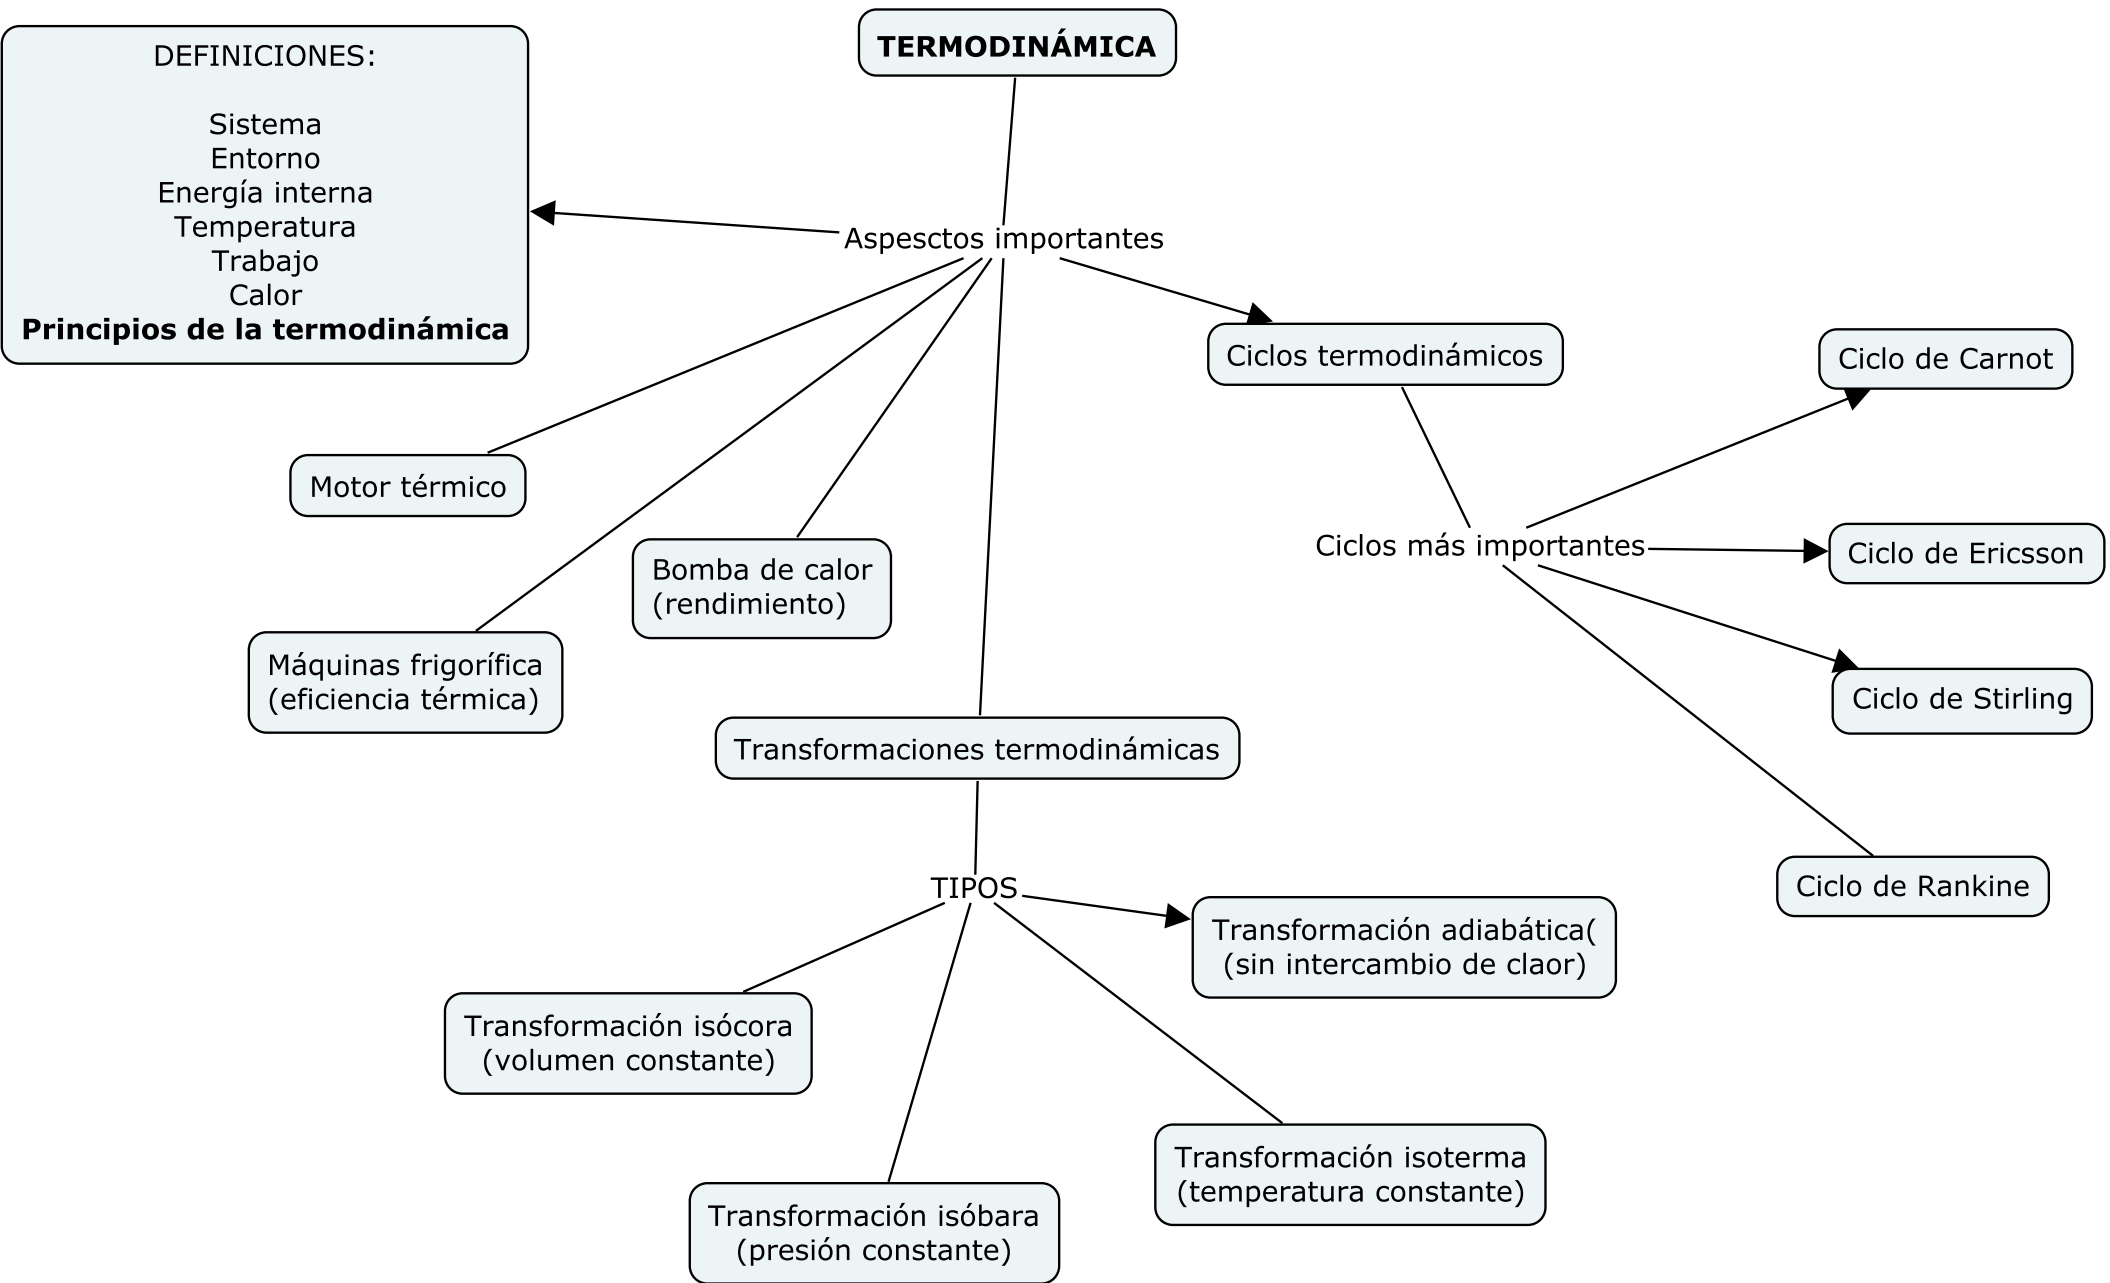 TERMODINÁMICA
DEFINICIONES:
Sistema
Entorno
Energía interna
Temperatura
Trabajo
Calor
Principios de la termodinámica
Aspesctos importantes
Ciclos termodinámicos
Ciclo de Carnot
Motor térmico
Ciclos más importantes
Ciclo de Ericsson
Bomba de calor
(rendimiento)
Máquinas frigorífica
(eficiencia térmica)
Ciclo de Stirling
Transformaciones termodinámicas
Ciclo de Rankine
TIPOS
Transformación adiabática(
(sin intercambio de claor)
Transformación isócora
(volumen constante)
Transformación isoterma
(temperatura constante)
Transformación isóbara
(presión constante)